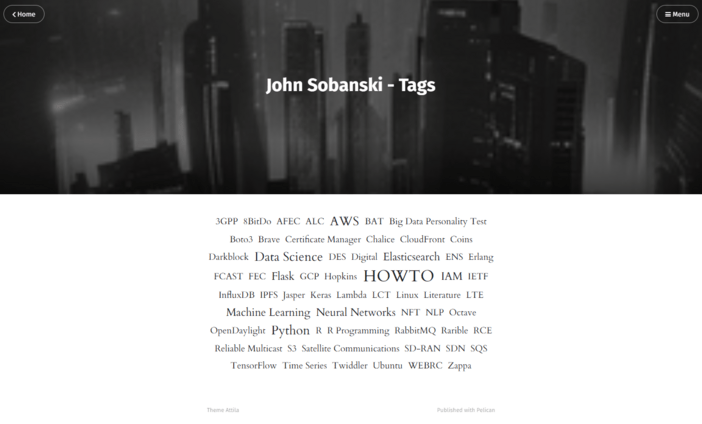 Home
Menu
John Sobanski - Tags
3GPP 8BitDo AFEC ALC AWS BAT Big Data Personality Test
Boto3 Brave Certificate Manager Chalice CloudFront Coins
Darkblock Data Science DES Digital Elasticsearch ENS Erlang
FCAST FEC Flask GCP Hopkins HOWTO IAM IETF
InfluxDB IPFS Jasper Keras Lambda LCT Linux Literature LTE
Machine Learning Neural Networks NFT NLP Octave
OpenDaylight Python R R Programming RabbitMQ Rarible RCE
Reliable Multicast S3 Satellite Communications SD-RAN SDN SQS
TensorFlow Time Series Twiddler Ubuntu WEBRC Zappa
Theme Attila
Published with Pelican